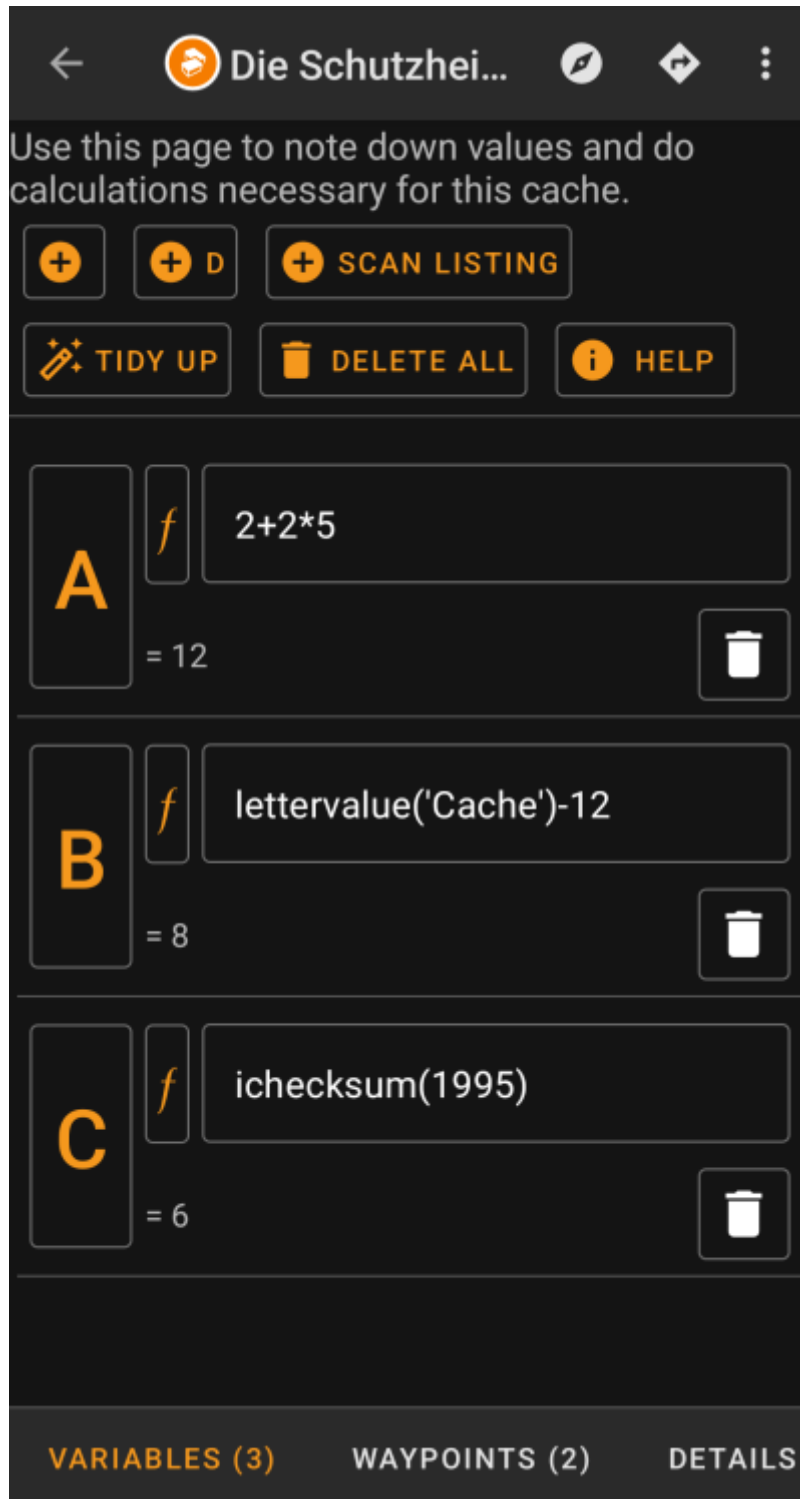 Die Schutzhei...
Use this page to note down values and do
calculations necessary for this cache.
D
SCAN LISTING
TIDY UP
DELETE ALL
HELP
A
f
2+2*5
= 12
B
f
lettervalue('Cache')-12
= 8
C
f
ichecksum(1995)
= 6
VARIABLES (3)
WAYPOINTS (2)
DETAILS